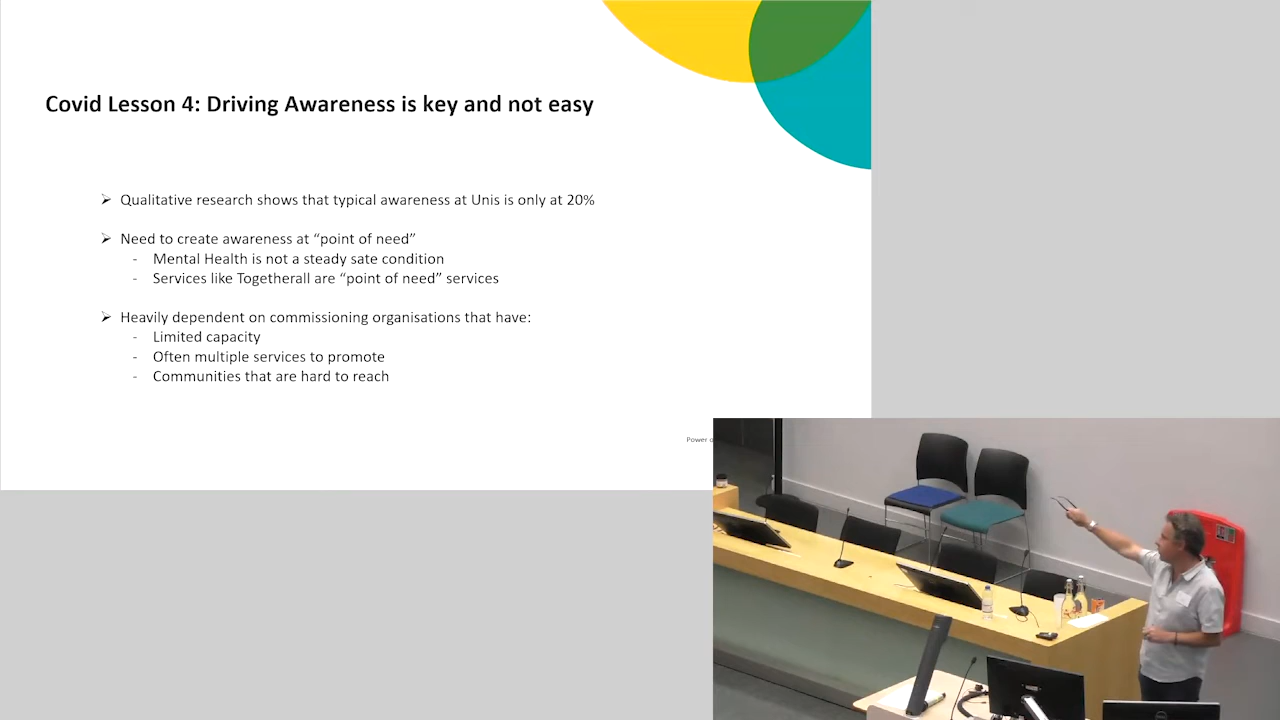 Covid Lesson 4: Driving Awareness is key and not easy
➢ Qualitative research shows that typical awareness at Unis is only at 20%
➢ Need to create awareness at “point of need”
- Mental Health is not a steady sate condition
- Services like Togetherall are “point of need” services
➢ Heavily dependent on commissioning organisations that have:
- Limited capacity
- Often multiple services to promote
- Communities that are hard to reach
Power